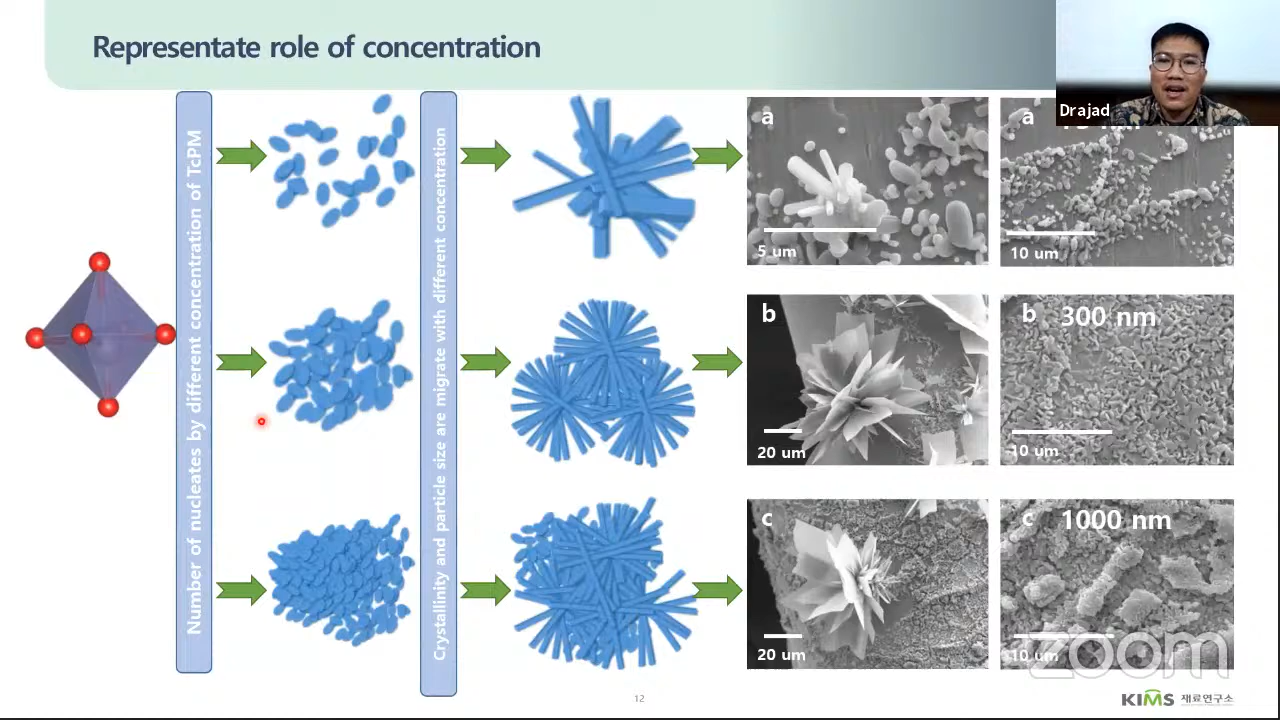 Representate role of concentration
Drajad
Number of nucleates by different concentration of TcPM
Crystallinity and particle size are migrate with different concentration
a
5 um
a
10 um
b
20 um
b
300 nm
10 um
c
20 um
c
1000 nm
10 um
zoom
12
KIMS 재료연구소